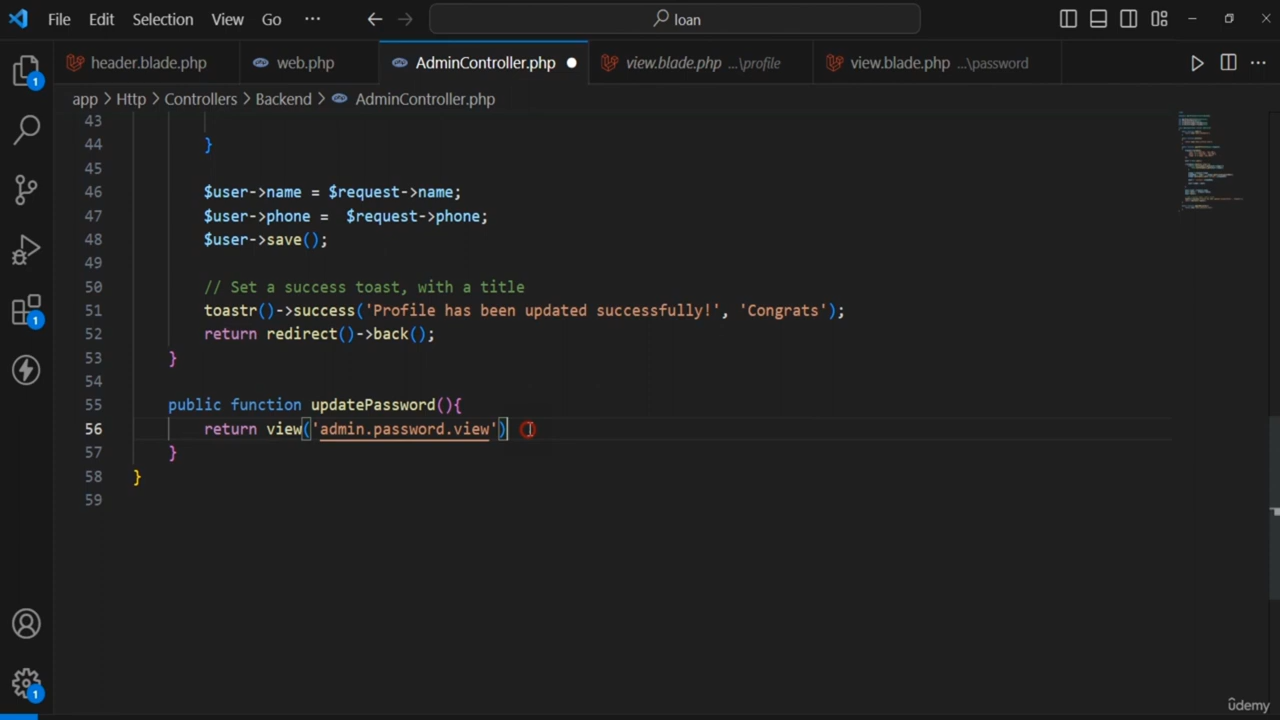 File Edit Selection View Go ··· loan
header.blade.php web.php AdminController.php view.blade.php ...\profile view.blade.php ...\password
app > Http > Controllers > Backend > AdminController.php
43
44 }
45
46 $user->name = $request->name;
47 $user->phone =  $request->phone;
48 $user->save();
49
50 // Set a success toast, with a title
51 toastr()->success('Profile has been updated successfully!', 'Congrats');
52 return redirect()->back();
53 }
54
55 public function updatePassword(){
56 return view('admin.password.view')
57 }
58 }
59
1
1
1
ûdemy